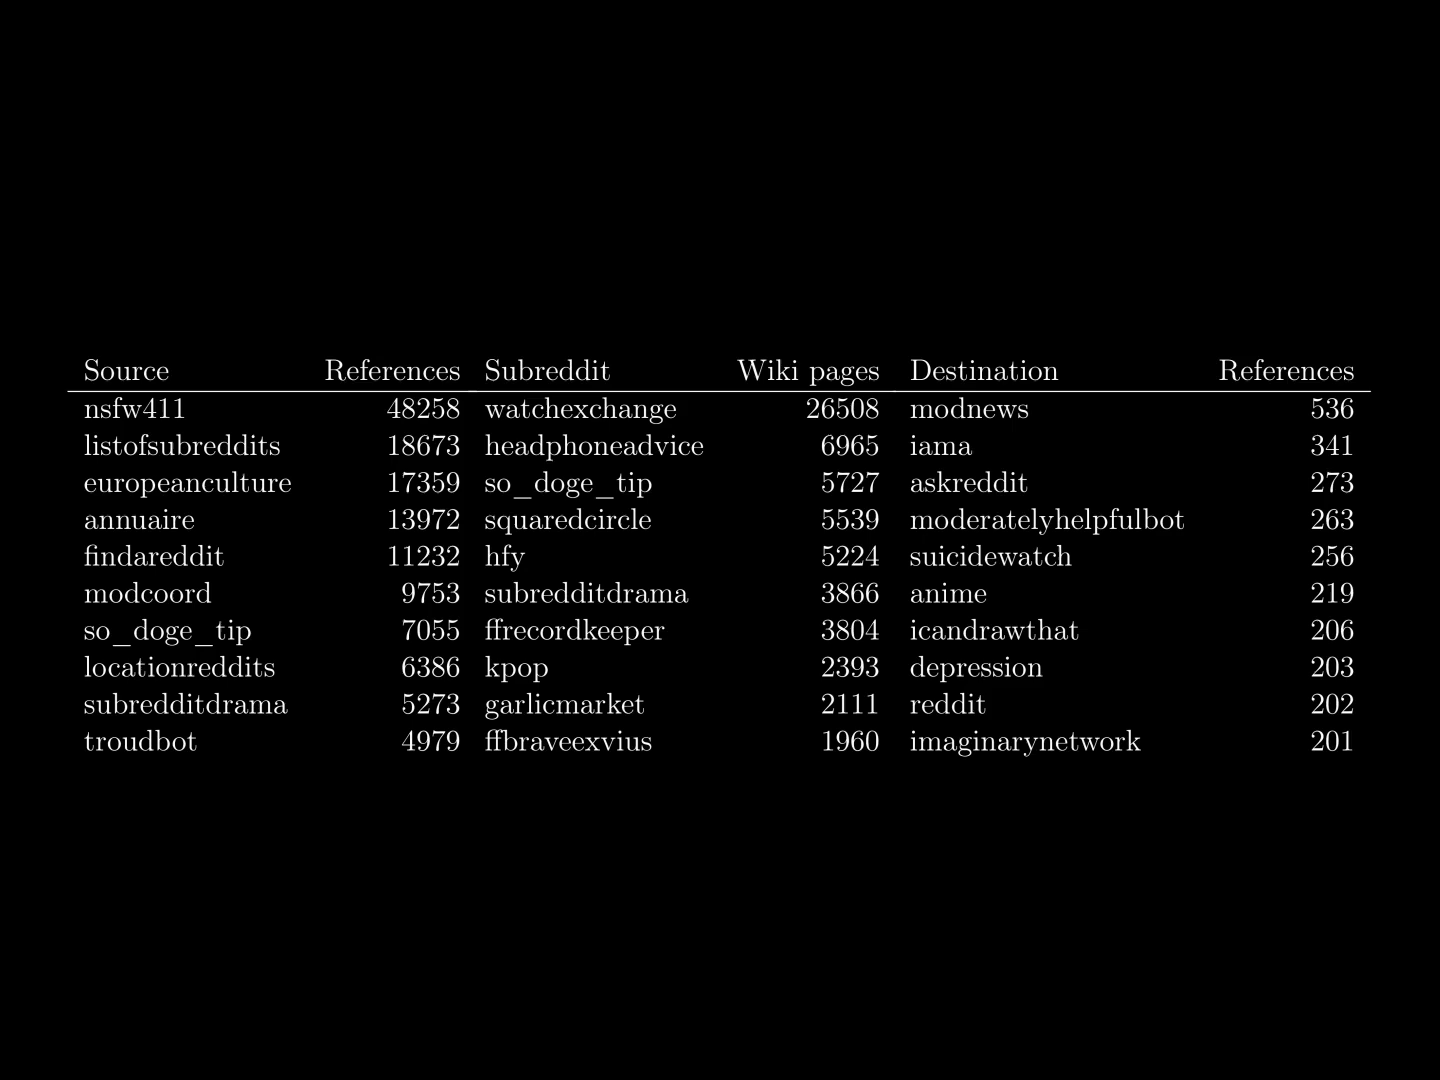 Source References Subreddit Wiki pages Destination References
nsfw411 48258 watchexchange 26508 modnews 536
listofsubreddits 18673 headphoneadvice 6965 iama 341
europeanculture 17359 so_doge_tip 5727 askreddit 273
annuaire 13972 squaredcircle 5539 moderatelyhelpfulbot 263
findareddit 11232 hfy 5224 suicidewatch 256
modcoord 9753 subredditdrama 3866 anime 219
so_doge_tip 7055 ffrecordkeeper 3804 icandrawthat 206
locationreddits 6386 kpop 2393 depression 203
subredditdrama 5273 garlicmarket 2111 reddit 202
troudbot 4979 ffbraveexvius 1960 imaginarynetwork 201